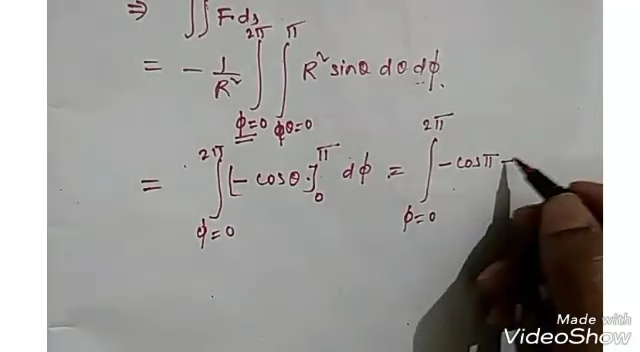 ⇒ ∬ F ds
= - 1/R² ∫_{ϕ=0}^{2π} ∫_{θ=0}^{π} R² sinθ dθ dϕ.
= ∫_{ϕ=0}^{2π} [- cosθ.]_0^π dϕ = ∫_{ϕ=0}^{2π} - cosπ -
Made with
VideoShow